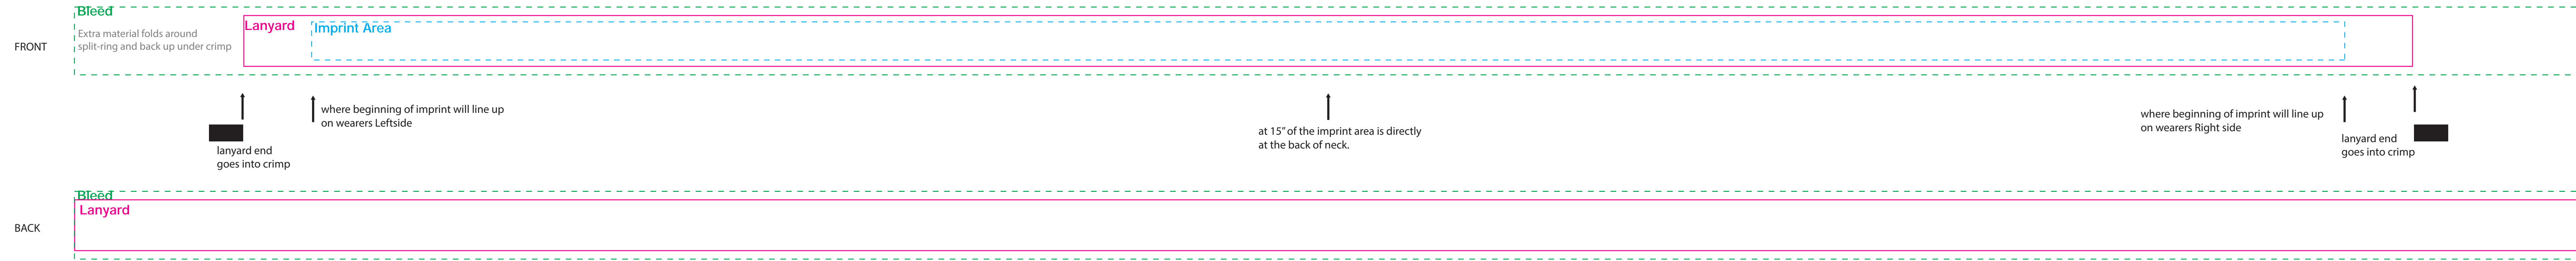 Bleed
Extra material folds around
split-ring and back up under crimp
Lanyard
Imprint Area
FRONT
where beginning of imprint will line up
on wearers Leftside
lanyard end
goes into crimp
at 15” of the imprint area is directly
at the back of neck.
where beginning of imprint will line up
on wearers Right side
lanyard end
goes into crimp
Bleed
Lanyard
BACK